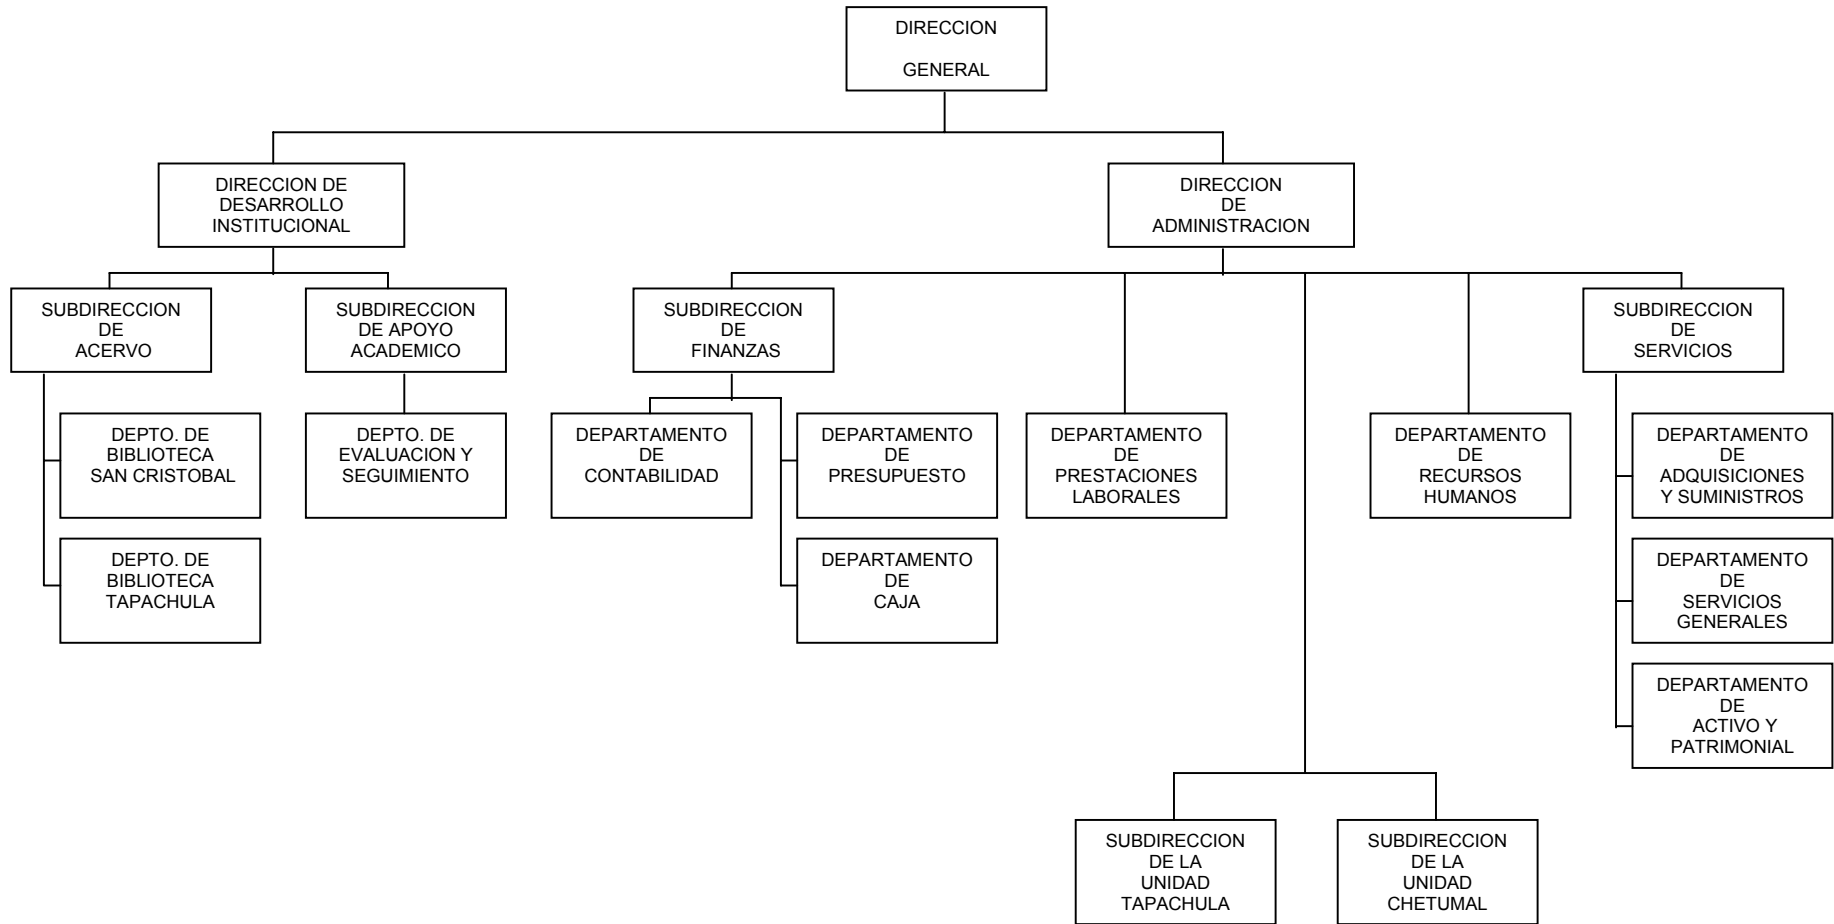 DIRECCION
GENERAL
DIRECCION DE
DESARROLLO
INSTITUCIONAL
DIRECCION
DE
ADMINISTRACION
SUBDIRECCION
DE
ACERVO
SUBDIRECCION
DE APOYO
ACADEMICO
SUBDIRECCION
DE
FINANZAS
SUBDIRECCION
DE
SERVICIOS
DEPTO. DE
BIBLIOTECA
SAN CRISTOBAL
DEPTO. DE
EVALUACION Y
SEGUIMIENTO
DEPARTAMENTO
DE
CONTABILIDAD
DEPARTAMENTO
DE
PRESUPUESTO
DEPARTAMENTO
DE
PRESTACIONES
LABORALES
DEPARTAMENTO
DE
RECURSOS
HUMANOS
DEPARTAMENTO
DE
ADQUISICIONES
Y SUMINISTROS
DEPTO. DE
BIBLIOTECA
TAPACHULA
DEPARTAMENTO
DE
CAJA
DEPARTAMENTO
DE
SERVICIOS
GENERALES
DEPARTAMENTO
DE
ACTIVO Y
PATRIMONIAL
SUBDIRECCION
DE LA
UNIDAD
TAPACHULA
SUBDIRECCION
DE LA
UNIDAD
CHETUMAL